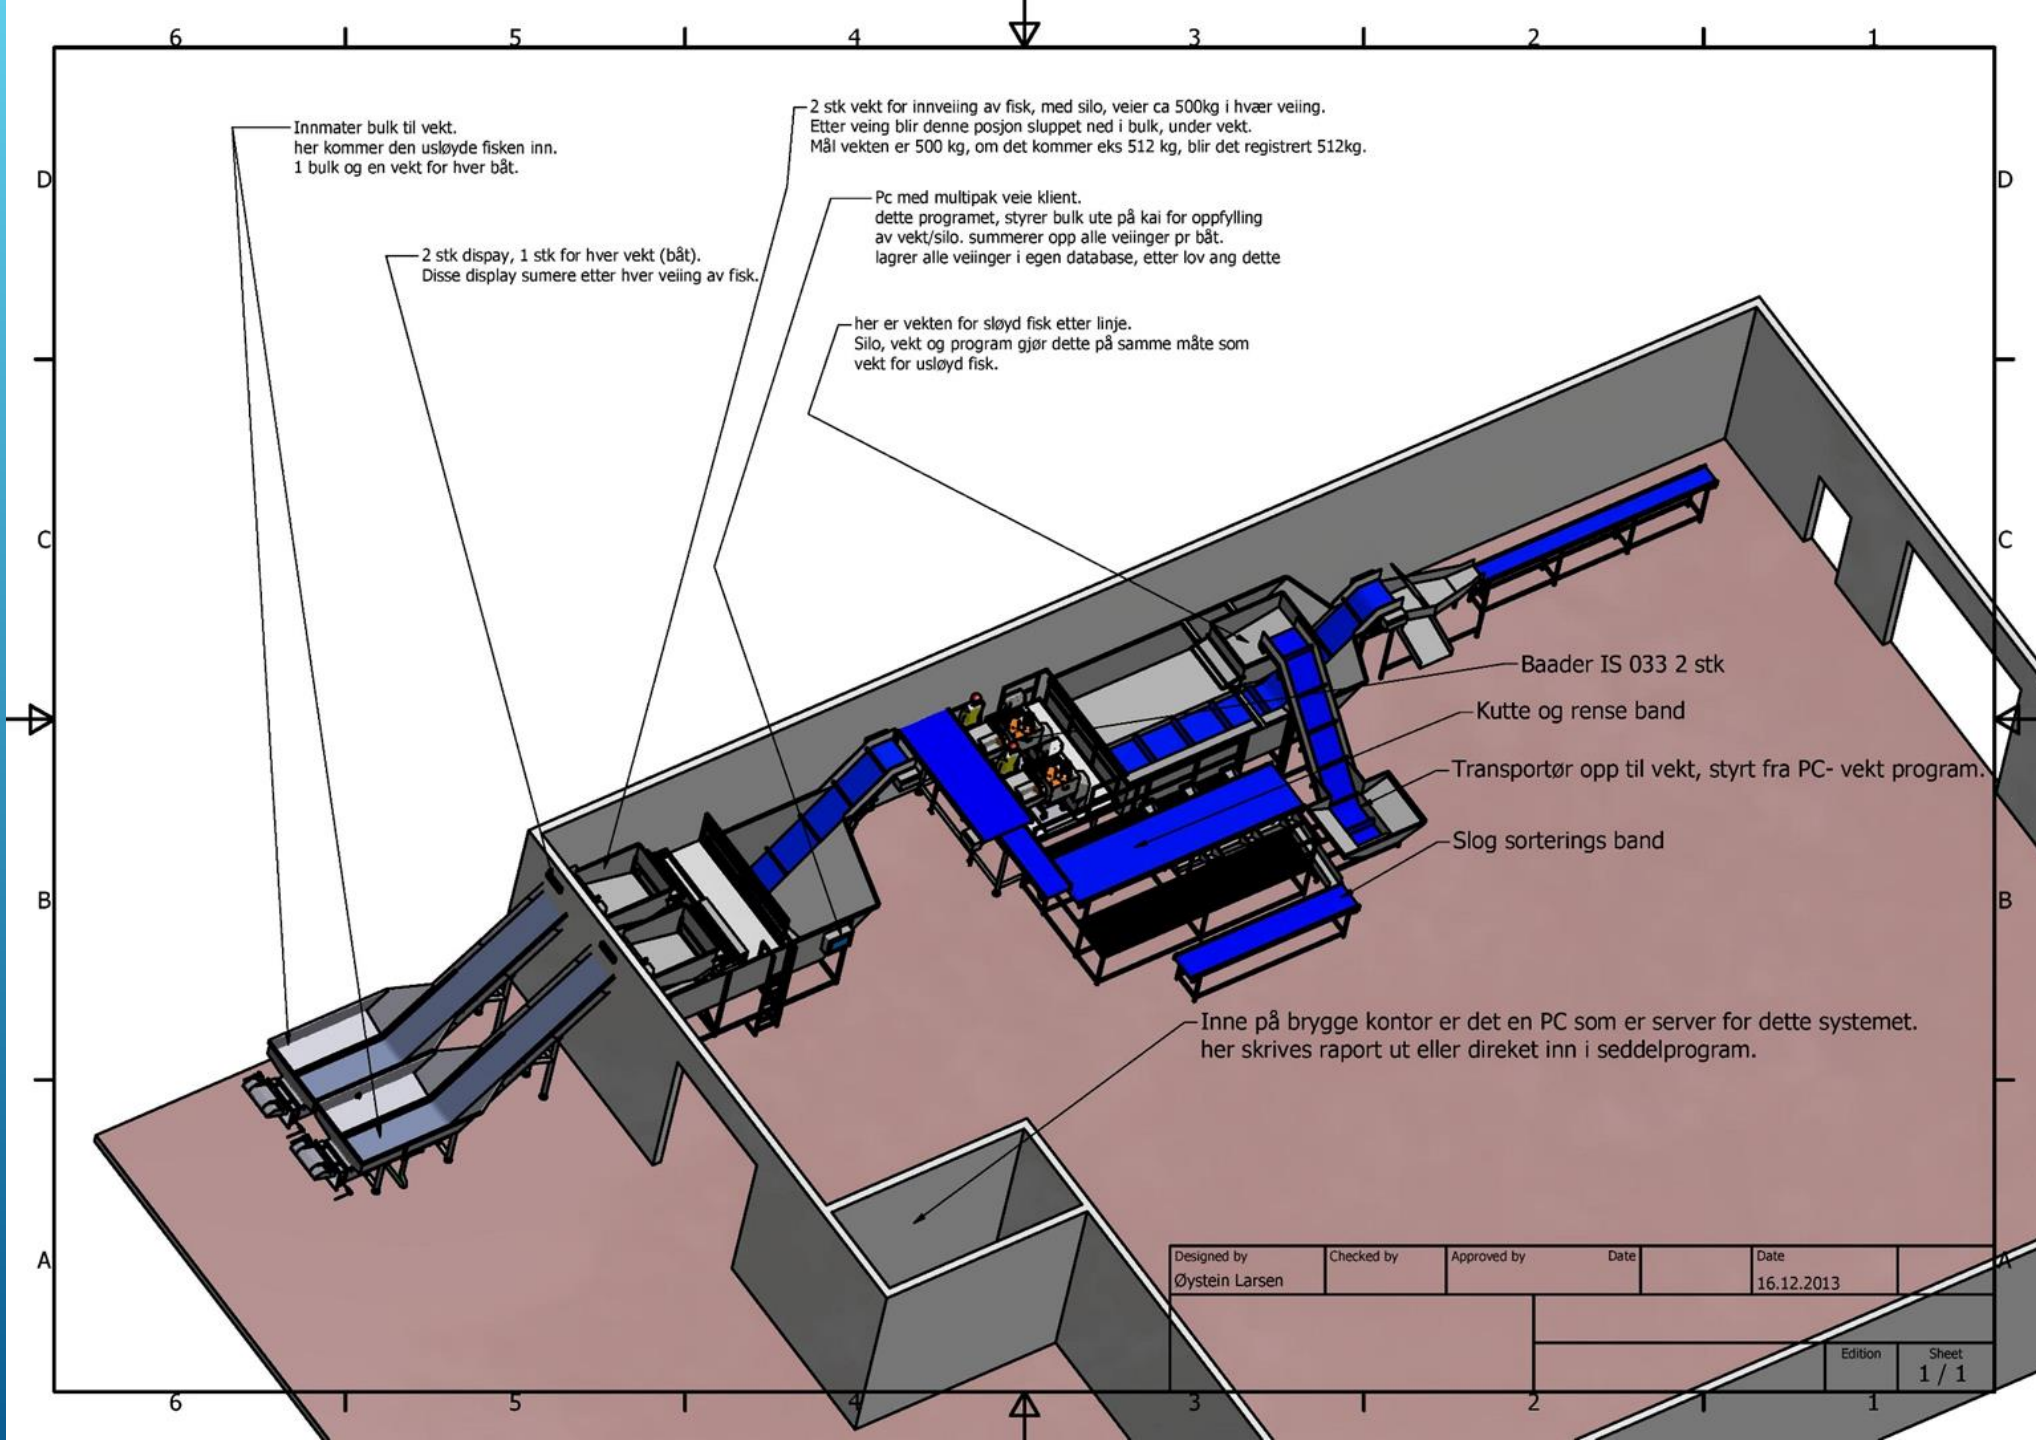 6 5 4 3 2 1
2 stk vekt for innveiing av fisk, med silo, veier ca 500kg i hvær veiing.
Etter veing blir denne posjon sluppet ned i bulk, under vekt.
Mål vekten er 500 kg, om det kommer eks 512 kg, blir det registrert 512kg.
Innmater bulk til vekt.
her kommer den usløyde fisken inn.
1 bulk og en vekt for hver båt.
D D
Pc med multipak veie klient.
dette programet, styrer bulk ute på kai for oppfylling
av vekt/silo. summerer opp alle veiinger pr båt.
lagrer alle veiinger i egen database, etter lov ang dette
2 stk dispay, 1 stk for hver vekt (båt).
Disse display sumere etter hver veiing av fisk.
her er vekten for sløyd fisk etter linje.
Silo, vekt og program gjør dette på samme måte som
vekt for usløyd fisk.
C C
Baader IS 033 2 stk
Kutte og rense band
Transportør opp til vekt, styrt fra PC- vekt program.
Slog sorterings band
B B
Inne på brygge kontor er det en PC som er server for dette systemet.
her skrives raport ut eller direket inn i seddelprogram.
A A
Designed by Checked by Approved by Date Date
Øystein Larsen 16.12.2013
Edition Sheet
1 / 1
6 5 4 3 2 1